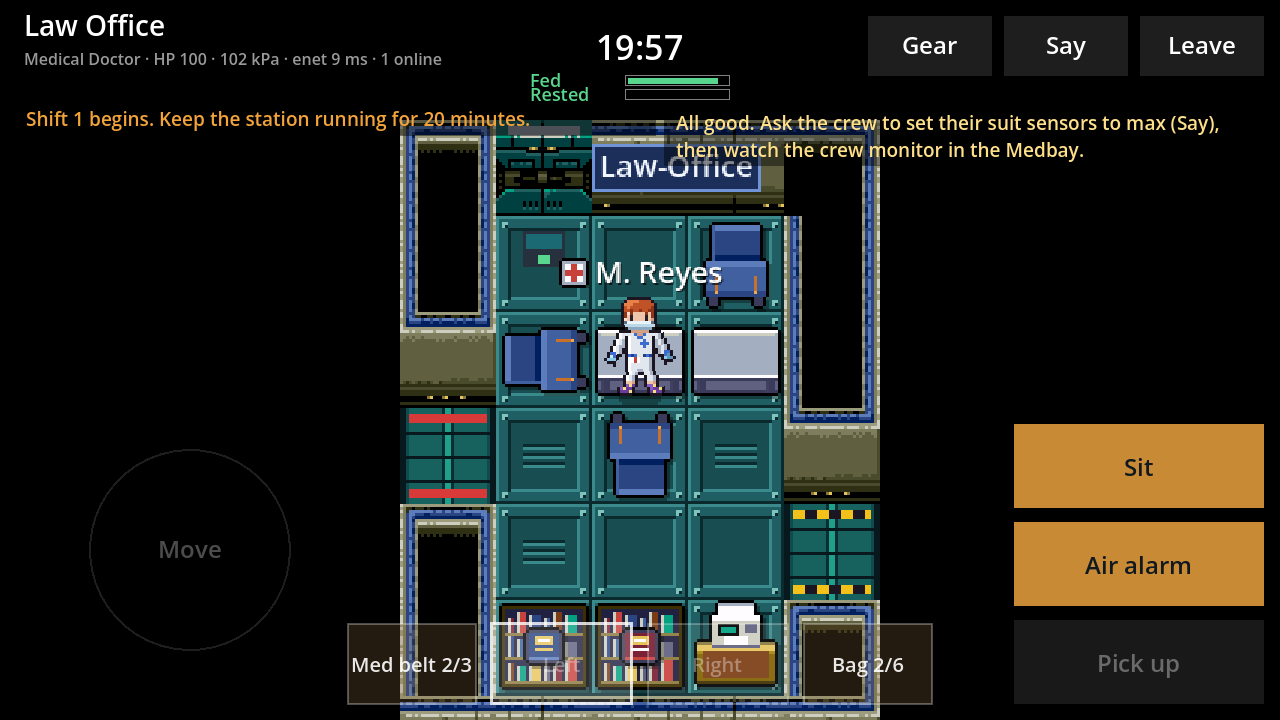 Law Office
Medical Doctor · HP 100 · 102 kPa · enet 9 ms · 1 online
19:57
Fed
Rested
Gear
Say
Leave
Shift 1 begins. Keep the station running for 20 minutes.
All good. Ask the crew to set their suit sensors to max (Say),
then watch the crew monitor in the Medbay.
Law-Office
M. Reyes
Move
Sit
Air alarm
Pick up
Med belt 2/3
Left
Right
Bag 2/6